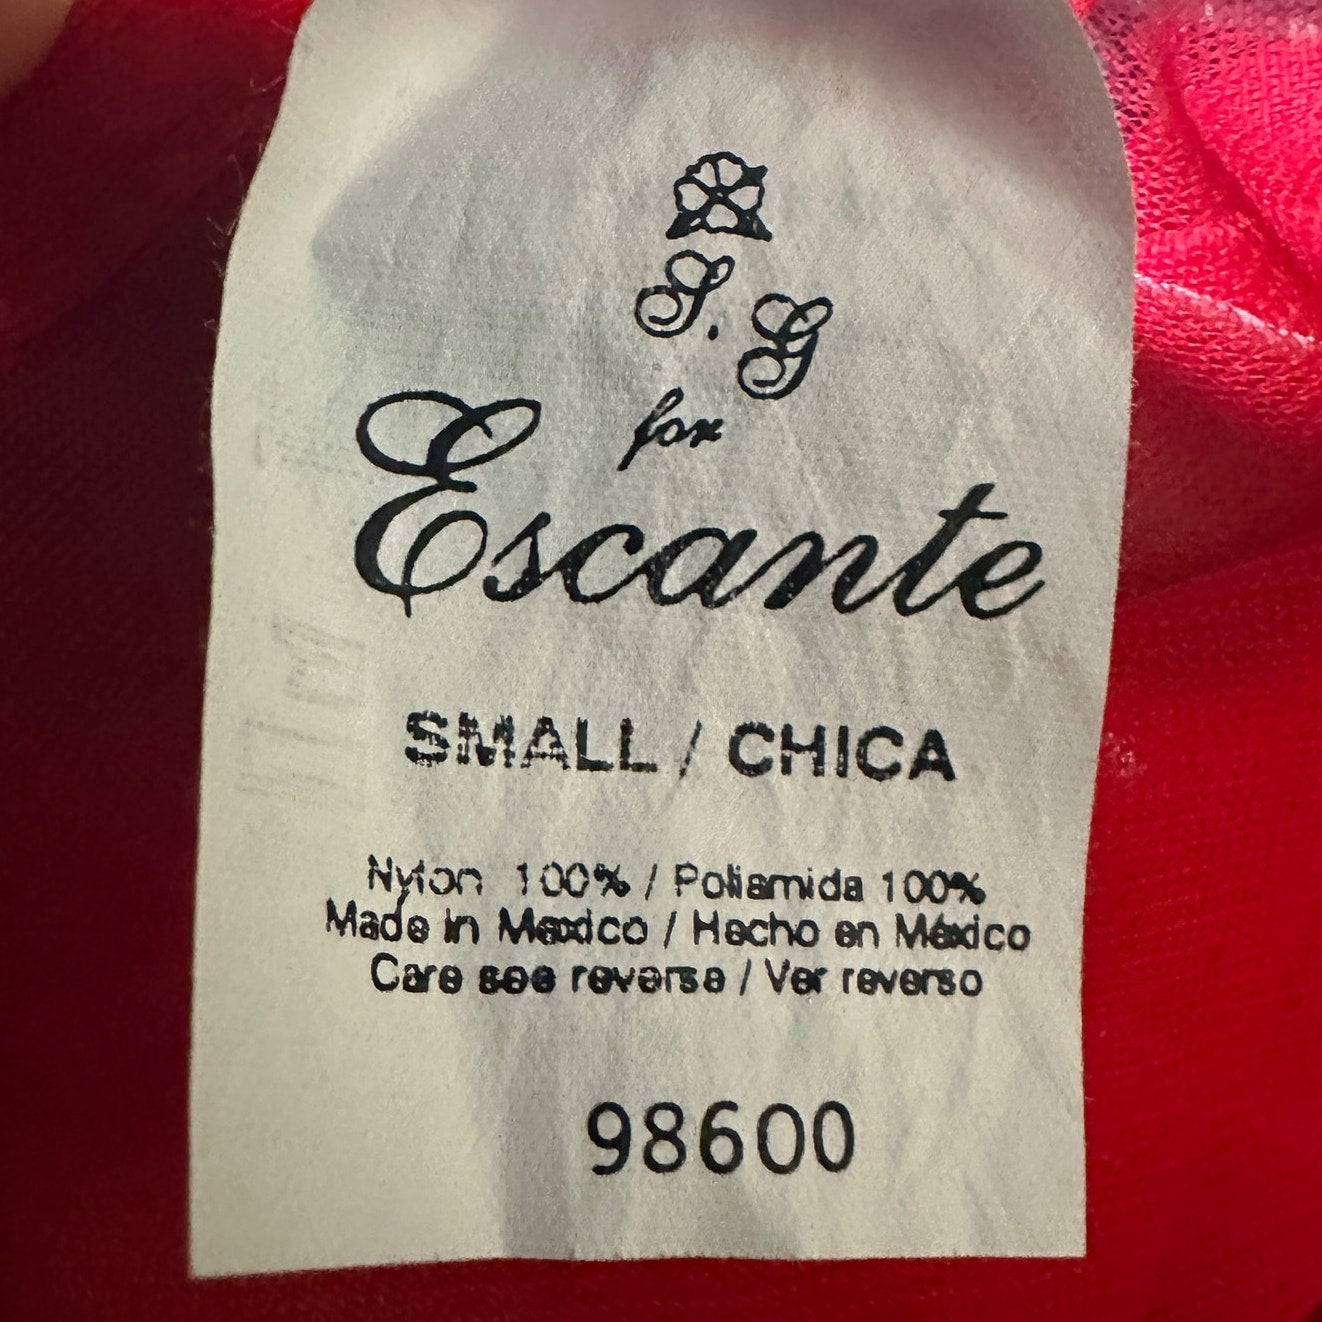 S. G
for
Escante
SMALL / CHICA
Nylon 100% / Poliamida 100%
Made in Mexico / Hecho en México
Care see reverse / Ver reverso
98600